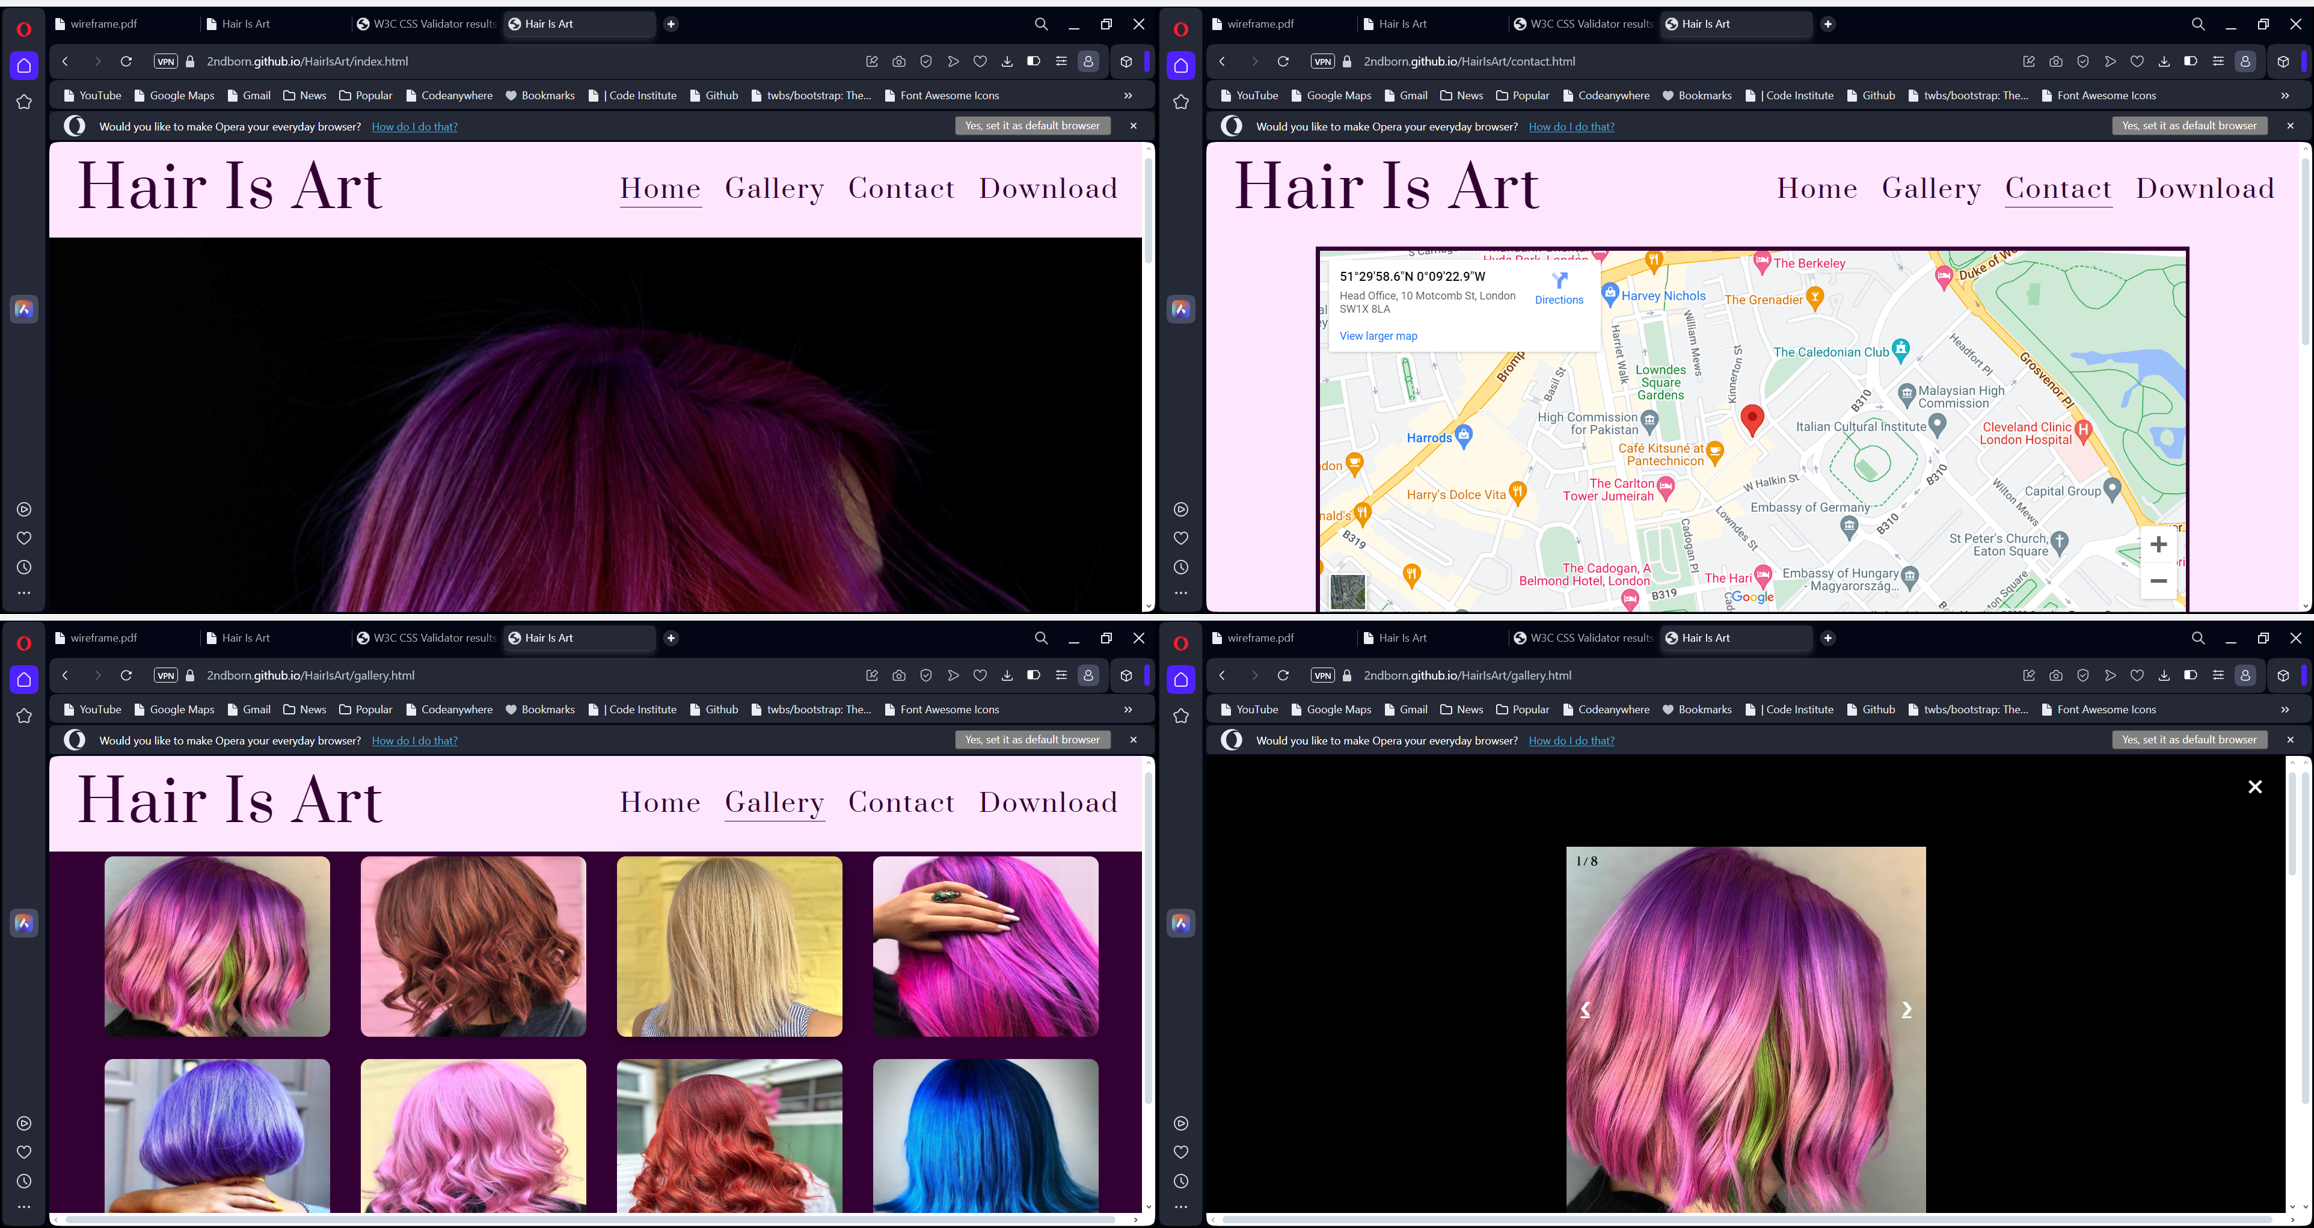 wireframe.pdf Hair Is Art W3C CSS Validator results Hair Is Art
VPN 2ndborn.github.io/HairIsArt/index.html
YouTube Google Maps Gmail News Popular Codeanywhere Bookmarks | Code Institute Github twbs/bootstrap: The... Font Awesome Icons »
Would you like to make Opera your everyday browser? How do I do that? Yes, set it as default browser
Hair Is Art Home Gallery Contact Download
wireframe.pdf Hair Is Art W3C CSS Validator results Hair Is Art
VPN 2ndborn.github.io/HairIsArt/contact.html
YouTube Google Maps Gmail News Popular Codeanywhere Bookmarks | Code Institute Github twbs/bootstrap: The... Font Awesome Icons »
Would you like to make Opera your everyday browser? How do I do that? Yes, set it as default browser
Hair Is Art Home Gallery Contact Download
Hyde Park, London
The Berkeley
51°29'58.6"N 0°09'22.9"W
Head Office, 10 Motcomb St, London
SW1X 8LA
Directions
View larger map
Harvey Nichols
The Grenadier
Duke of
William Mews
Harriet Walk
Kinnerton St
Basil St
Lowndes
Square
Gardens
The Caledonian Club
Headfort Pl
Grosvenor Pl
B310
Malaysian High
Commission
High Commission
for Pakistan
Italian Cultural Institute
Cleveland Clinic
London Hospital
Harrods
Café Kitsuné at
Pantechnicon
B310
W Halkin St
Harry's Dolce Vita
The Carlton
Tower Jumeirah
Wilton Mews
Capital Group
Embassy of Germany
B310
Lowndes St
B319
Cadogan Pl
St Peter's Church,
Eaton Square
The Cadogan, A
Belmond Hotel, London
The Hari
Embassy of Hungary
- Magyarország...
B319
Google
Eaton Square
wireframe.pdf Hair Is Art W3C CSS Validator results Hair Is Art
VPN 2ndborn.github.io/HairIsArt/gallery.html
YouTube Google Maps Gmail News Popular Codeanywhere Bookmarks | Code Institute Github twbs/bootstrap: The... Font Awesome Icons »
Would you like to make Opera your everyday browser? How do I do that? Yes, set it as default browser
Hair Is Art Home Gallery Contact Download
wireframe.pdf Hair Is Art W3C CSS Validator results Hair Is Art
VPN 2ndborn.github.io/HairIsArt/gallery.html
YouTube Google Maps Gmail News Popular Codeanywhere Bookmarks | Code Institute Github twbs/bootstrap: The... Font Awesome Icons »
Would you like to make Opera your everyday browser? How do I do that? Yes, set it as default browser
1 / 8